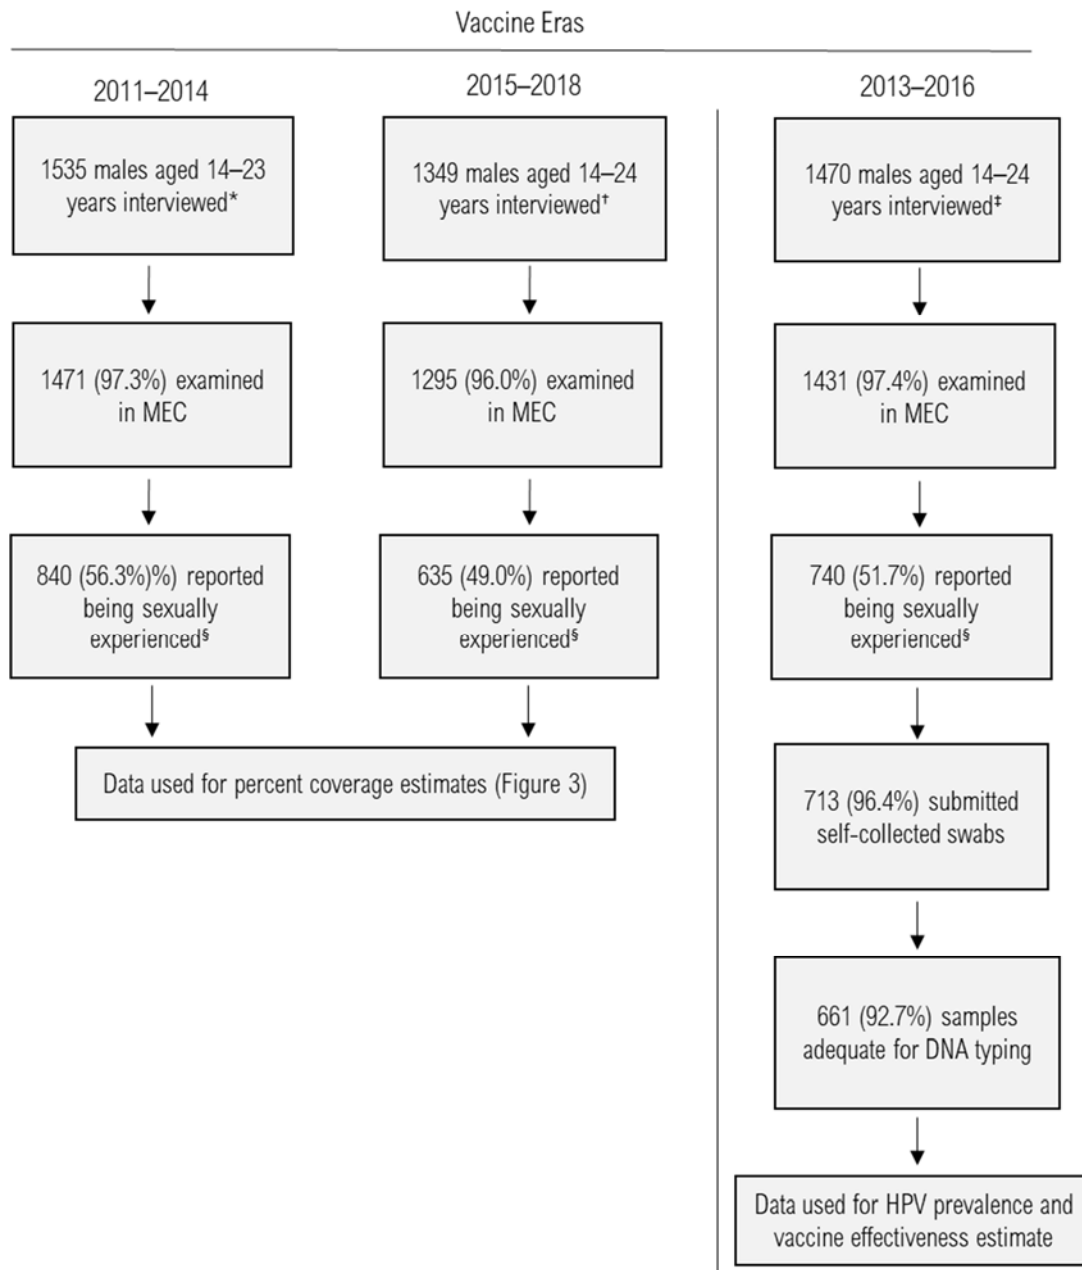 Vaccine Eras
2011–2014
1535 males aged 14–23
years interviewed*
1471 (97.3%) examined
in MEC
840 (56.3%)%) reported
being sexually
experienced§
2015–2018
1349 males aged 14–24
years interviewed†
1295 (96.0%) examined
in MEC
635 (49.0%) reported
being sexually
experienced§
Data used for percent coverage estimates (Figure 3)
2013–2016
1470 males aged 14–24
years interviewed‡
1431 (97.4%) examined
in MEC
740 (51.7%) reported
being sexually
experienced§
713 (96.4%) submitted
self-collected swabs
661 (92.7%) samples
adequate for DNA typing
Data used for HPV prevalence and
vaccine effectiveness estimate